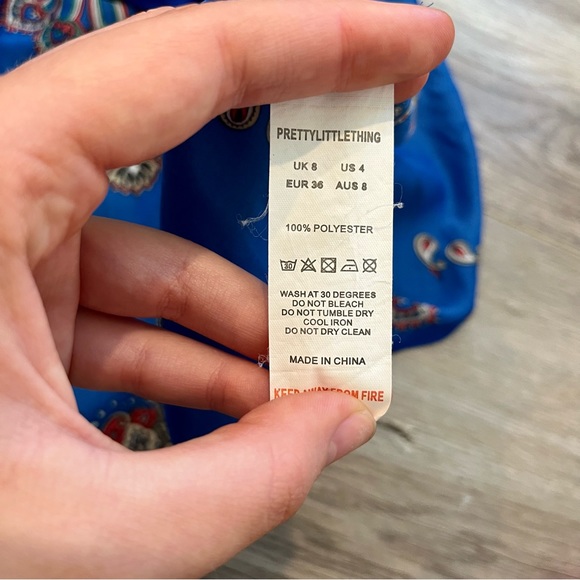 PRETTYLITTLETHING
UK 8 US 4
EUR 36 AUS 8
100% POLYESTER
30
WASH AT 30 DEGREES
DO NOT BLEACH
DO NOT TUMBLE DRY
COOL IRON
DO NOT DRY CLEAN
MADE IN CHINA
KEEP AWAY FROM FIRE